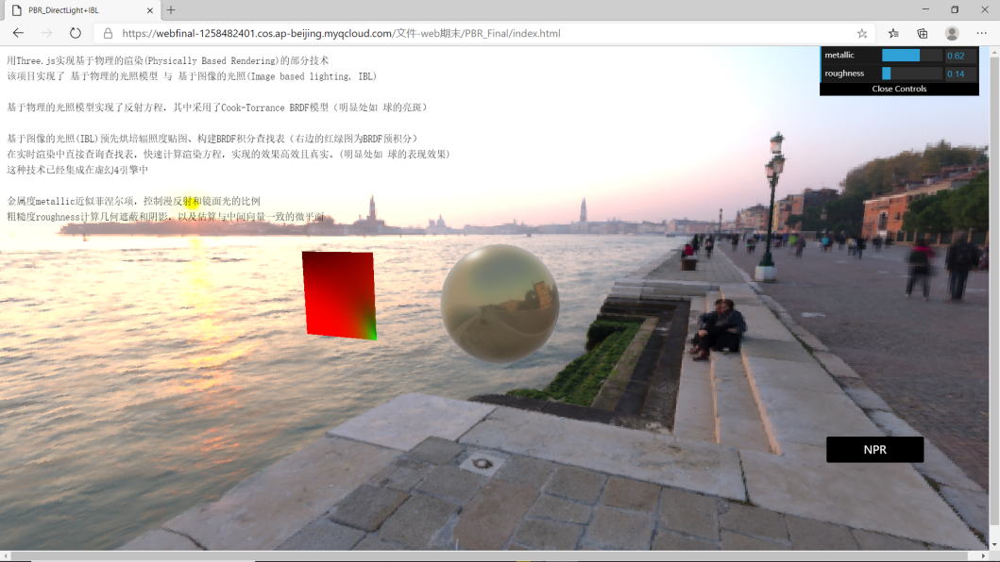 PBR_DirectLight+IBL
https://webfinal-1258482401.cos.ap-beijing.myqcloud.com/文件-web期末/PBR_Final/index.html
用Three.js实现基于物理的渲染(Physically Based Rendering)的部分技术
该项目实现了 基于物理的光照模型 与 基于图像的光照(Image based lighting, IBL)
基于物理的光照模型实现了反射方程，其中采用了Cook-Torrance BRDF模型（明显处如 球的亮斑）
基于图像的光照(IBL)预先烘培辐照度贴图、构建BRDF积分查找表（右边的红绿图为BRDF预积分）
在实时渲染中直接查询查找表，快速计算渲染方程，实现的效果高效且真实。(明显处如 球的表现效果)
这种技术已经集成在虚幻4引擎中
金属度metallic近似菲涅尔项，控制漫反射和镜面光的比例
粗糙度roughness计算几何遮蔽和阴影，以及估算与中间向量一致的微平面
metallic 0.62
roughness 0.14
Close Controls
NPR